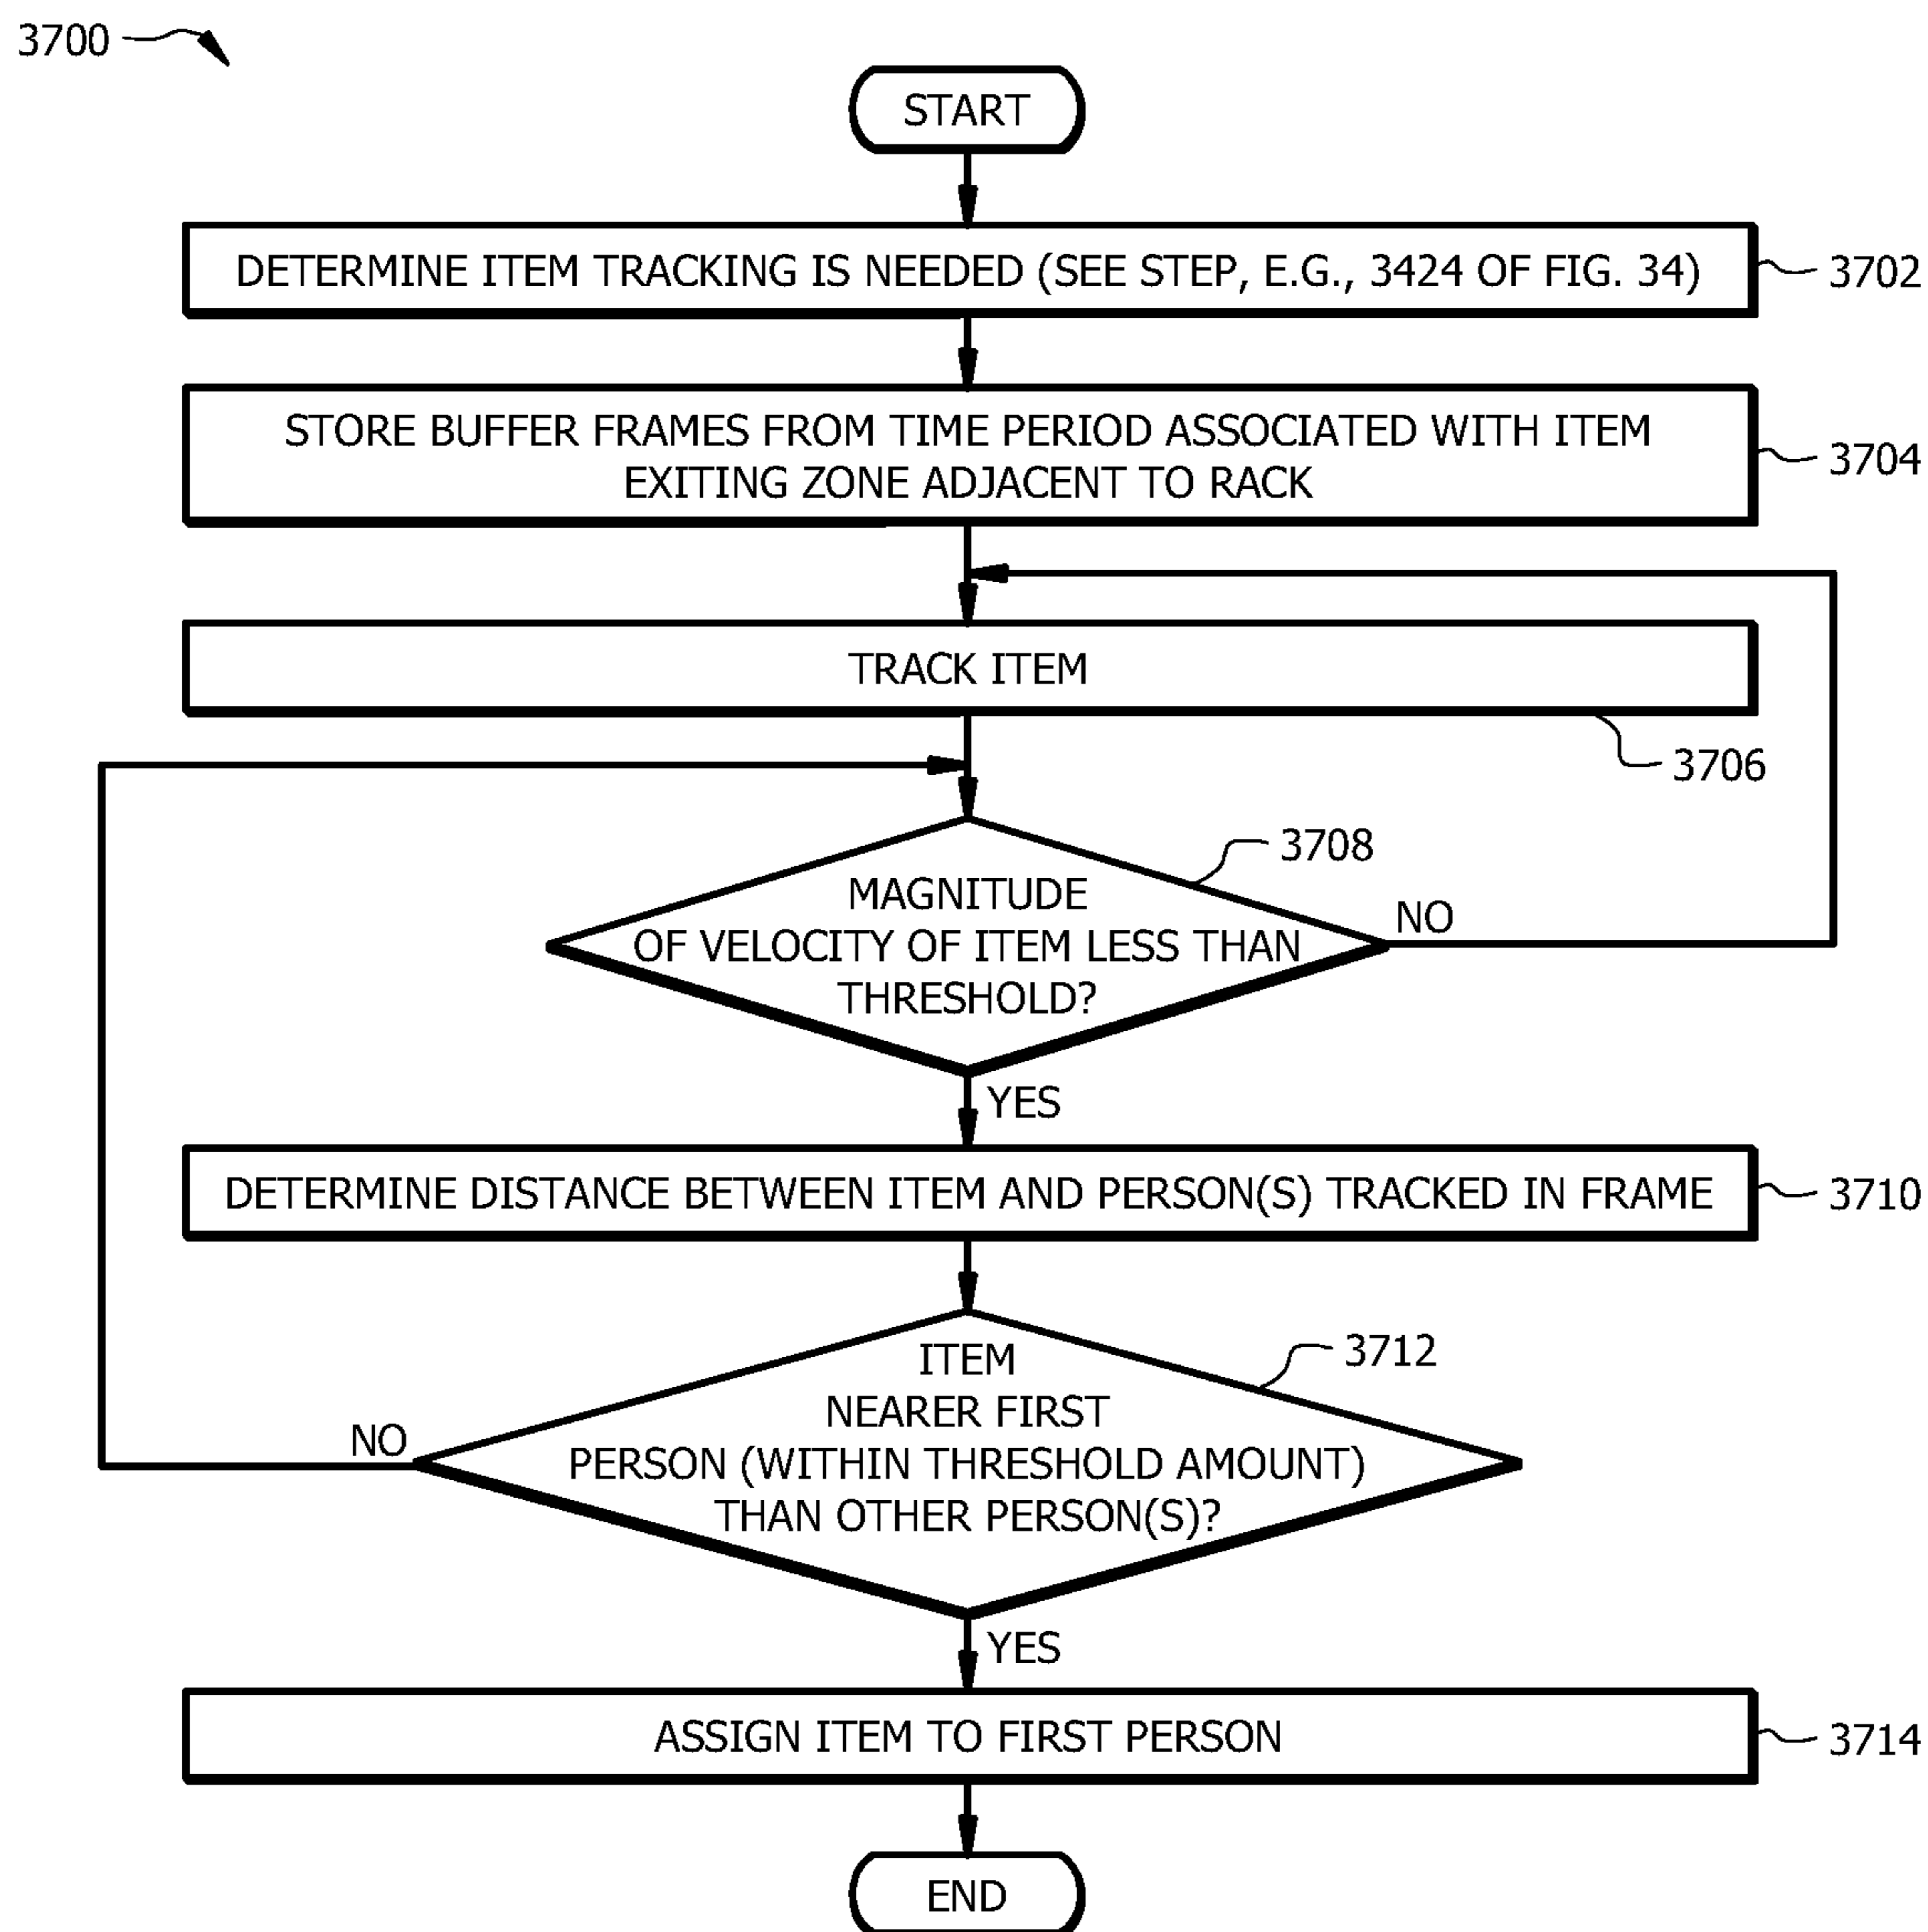 3700
START
DETERMINE ITEM TRACKING IS NEEDED (SEE STEP, E.G., 3424 OF FIG. 34)
3702
STORE BUFFER FRAMES FROM TIME PERIOD ASSOCIATED WITH ITEM
EXITING ZONE ADJACENT TO RACK
3704
TRACK ITEM
3706
3708
MAGNITUDE
OF VELOCITY OF ITEM LESS THAN
THRESHOLD?
NO
YES
DETERMINE DISTANCE BETWEEN ITEM AND PERSON(S) TRACKED IN FRAME
3710
3712
ITEM
NEARER FIRST
PERSON (WITHIN THRESHOLD AMOUNT)
THAN OTHER PERSON(S)?
NO
YES
ASSIGN ITEM TO FIRST PERSON
3714
END